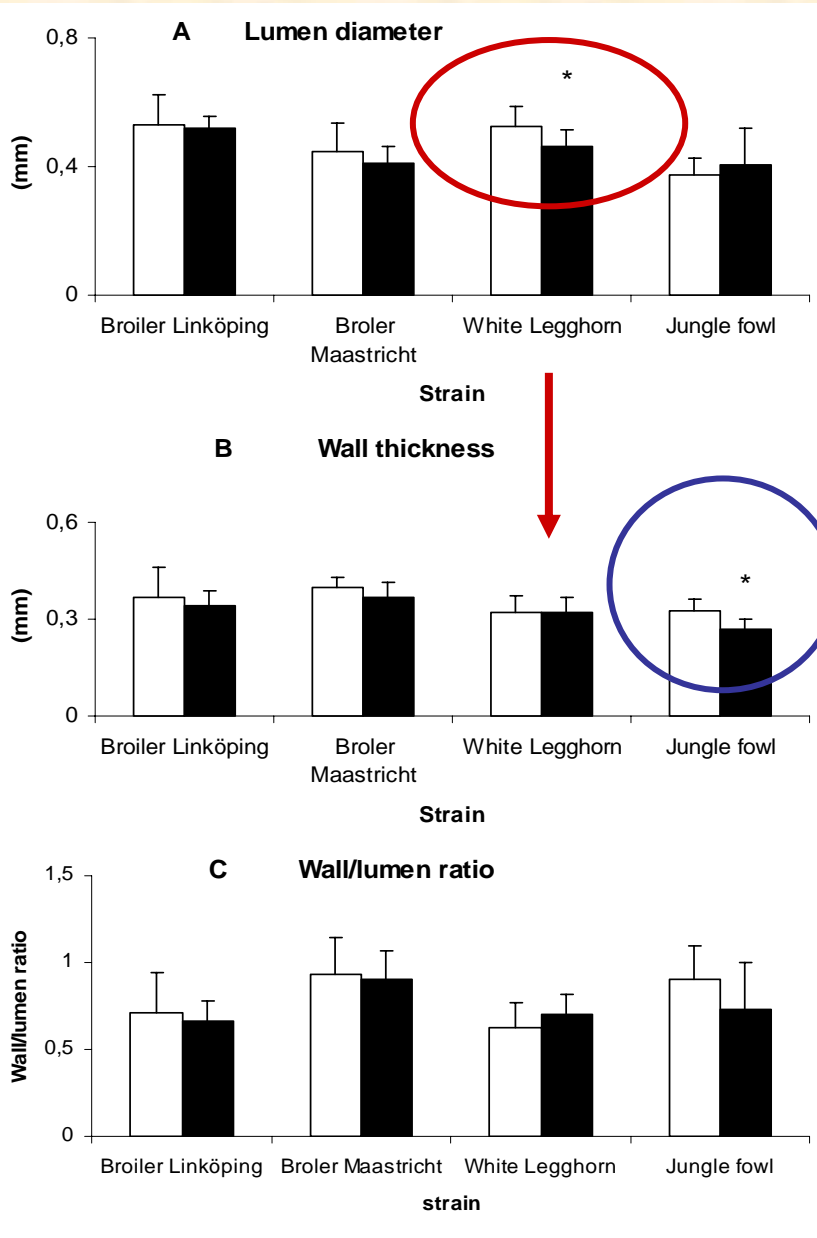 A Lumen diameter
0,8
*
(mm)
0,4
0
Broiler Linköping Broler White Legghorn Jungle fowl
Maastricht
Strain
B Wall thickness
0,6
(mm)
*
0,3
0
Broiler Linköping Broler White Legghorn Jungle fowl
Maastricht
Strain
C Wall/lumen ratio
1,5
Wall/lumen ratio
1
0,5
0
Broiler Linköping Broler Maastricht White Legghorn Jungle fowl
strain